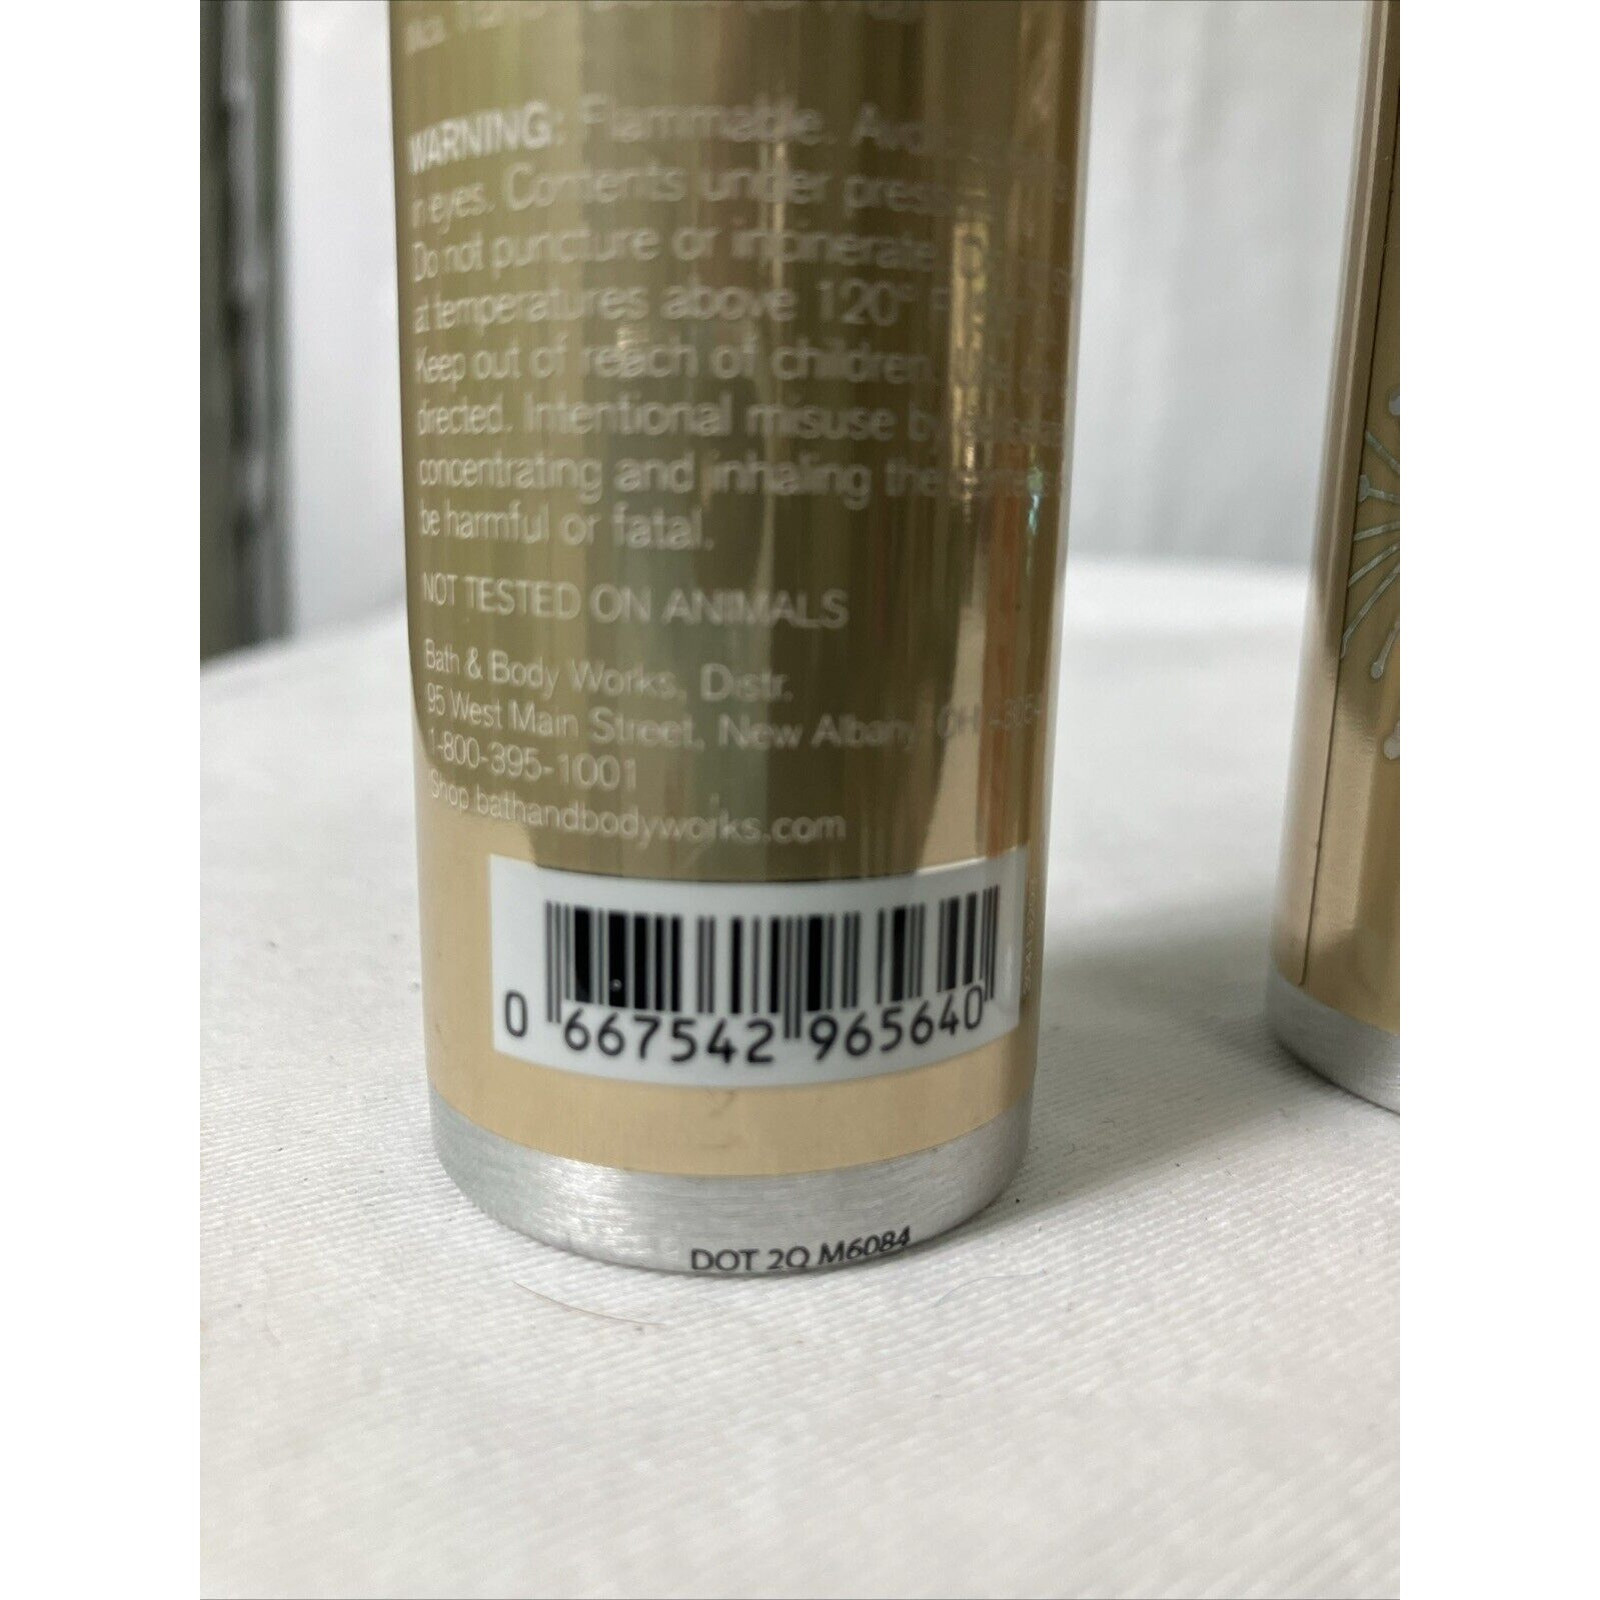 WARNING: Flammable.
in eyes. Contents under
Do not puncture or incinerate
at temperatures above 120° F
Keep out of reach of children.
directed. Intentional misuse by
concentrating and inhaling the
be harmful or fatal.
NOT TESTED ON ANIMALS
Bath & Body Works, Distr.
95 West Main Street, New Albany, OH
1-800-395-1001
Shop bathandbodyworks.com
0 667542 965640
DOT 2Q M6084